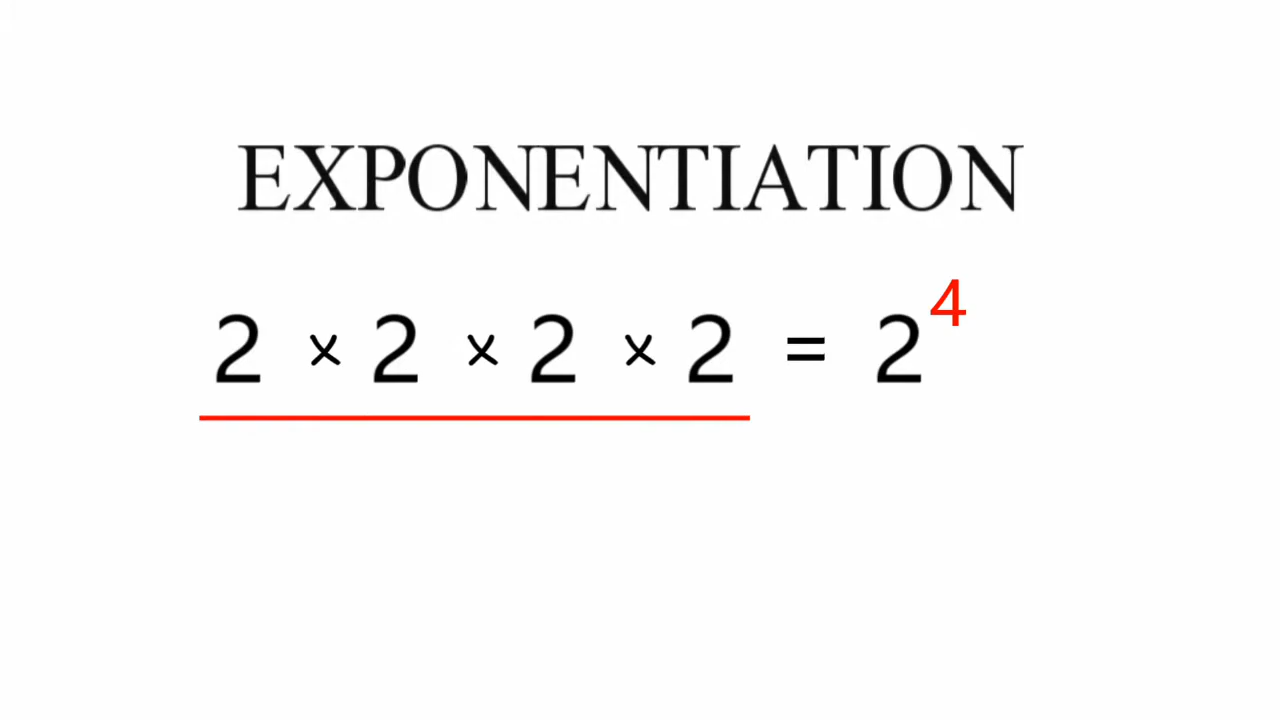 EXPONENTIATION
2 × 2 × 2 × 2 = 2⁴